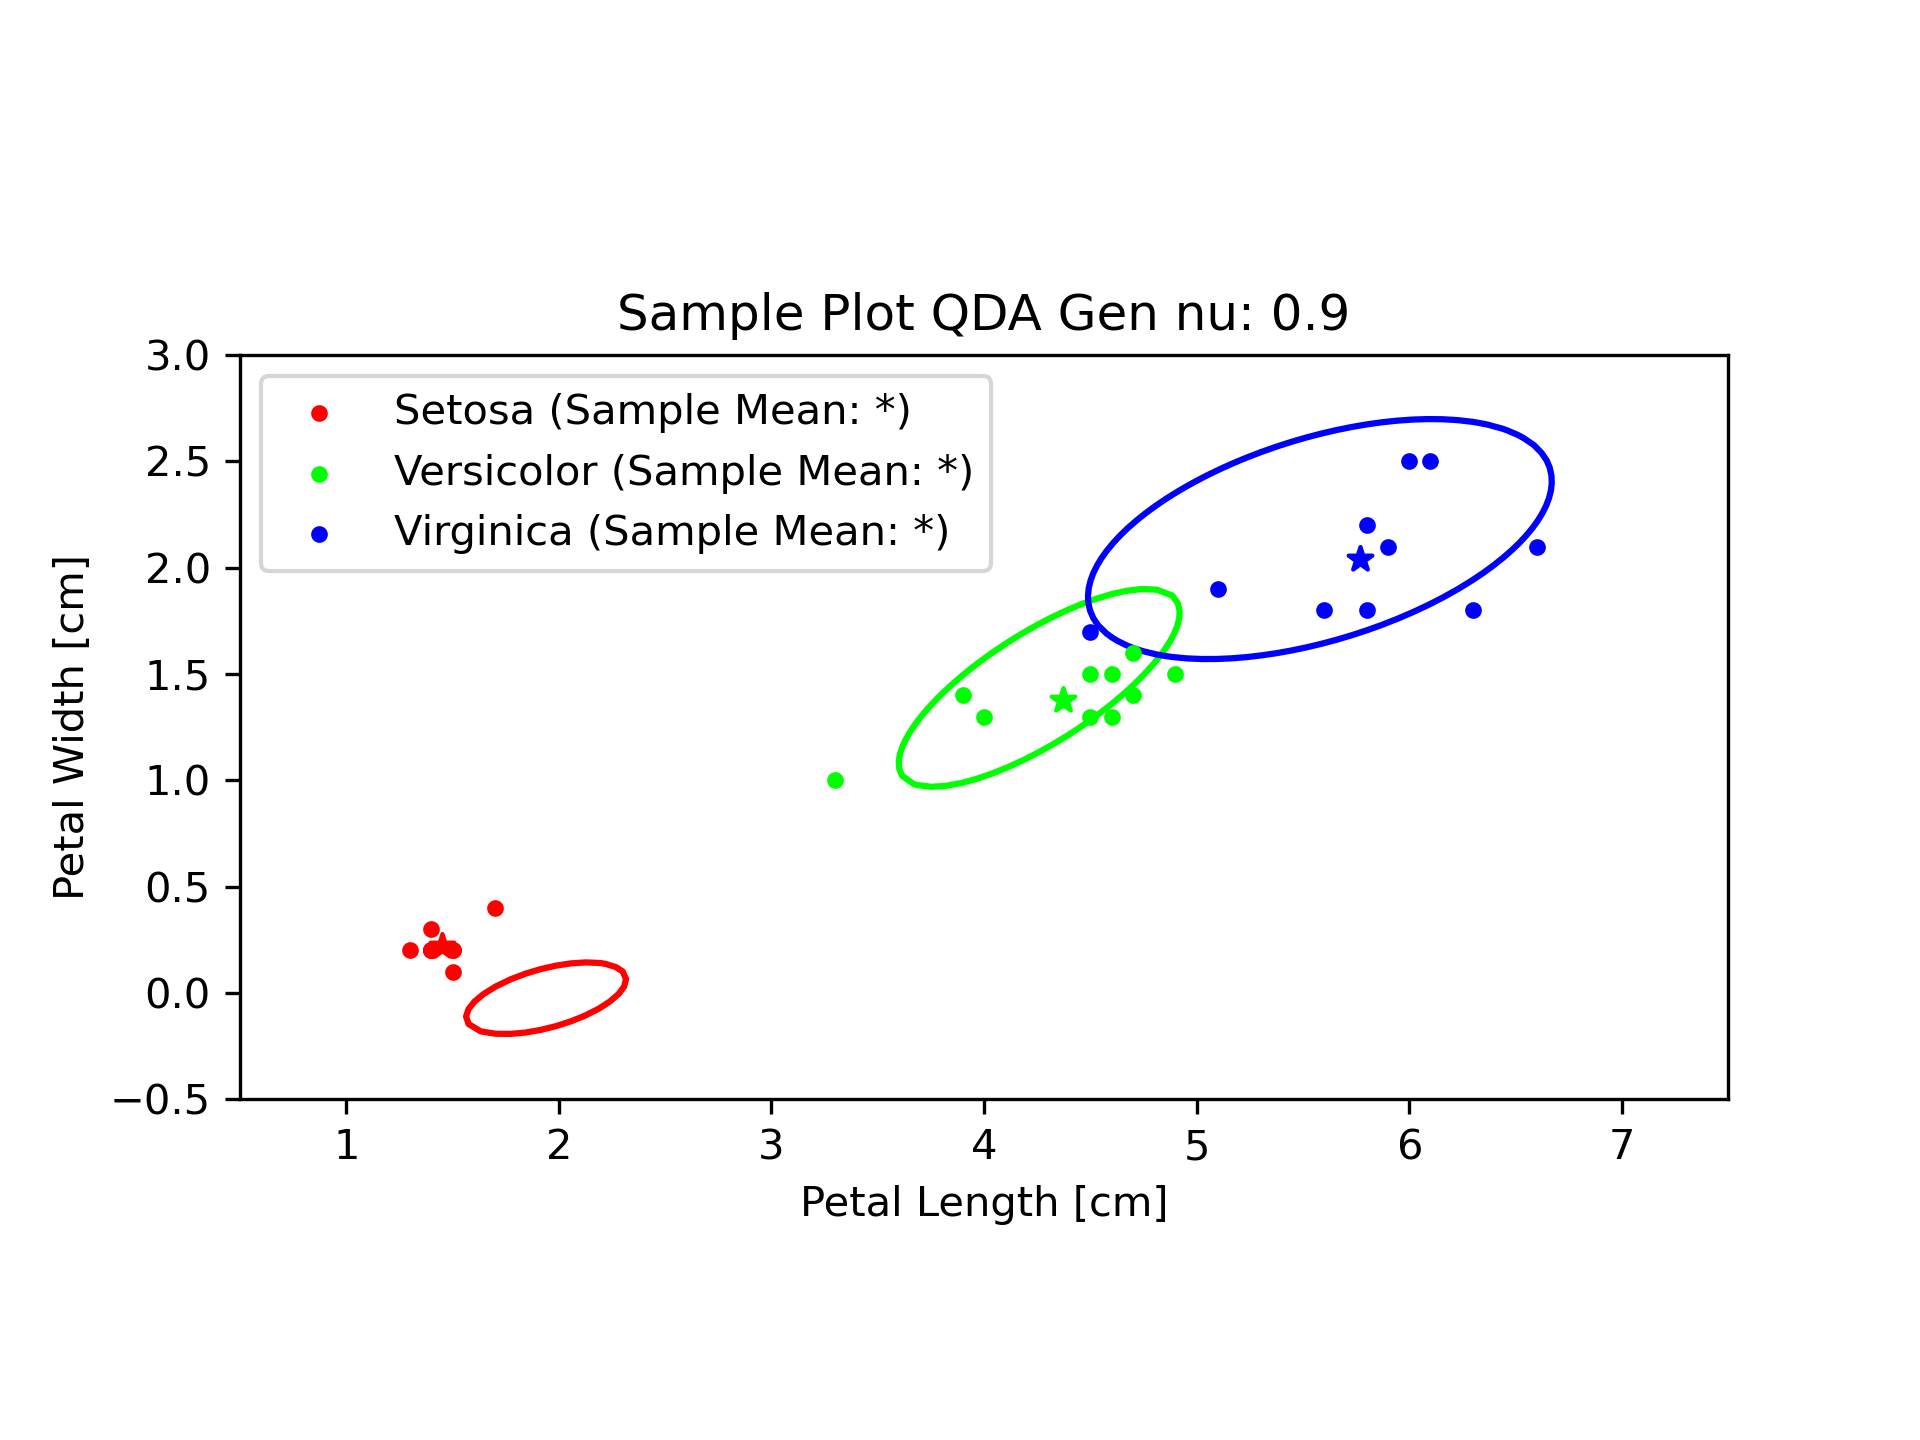 Sample Plot QDA Gen nu: 0.9
3.0
2.5
2.0
1.5
1.0
0.5
0.0
−0.5
Petal Width [cm]
Setosa (Sample Mean: *)
Versicolor (Sample Mean: *)
Virginica (Sample Mean: *)
1 2 3 4 5 6 7
Petal Length [cm]